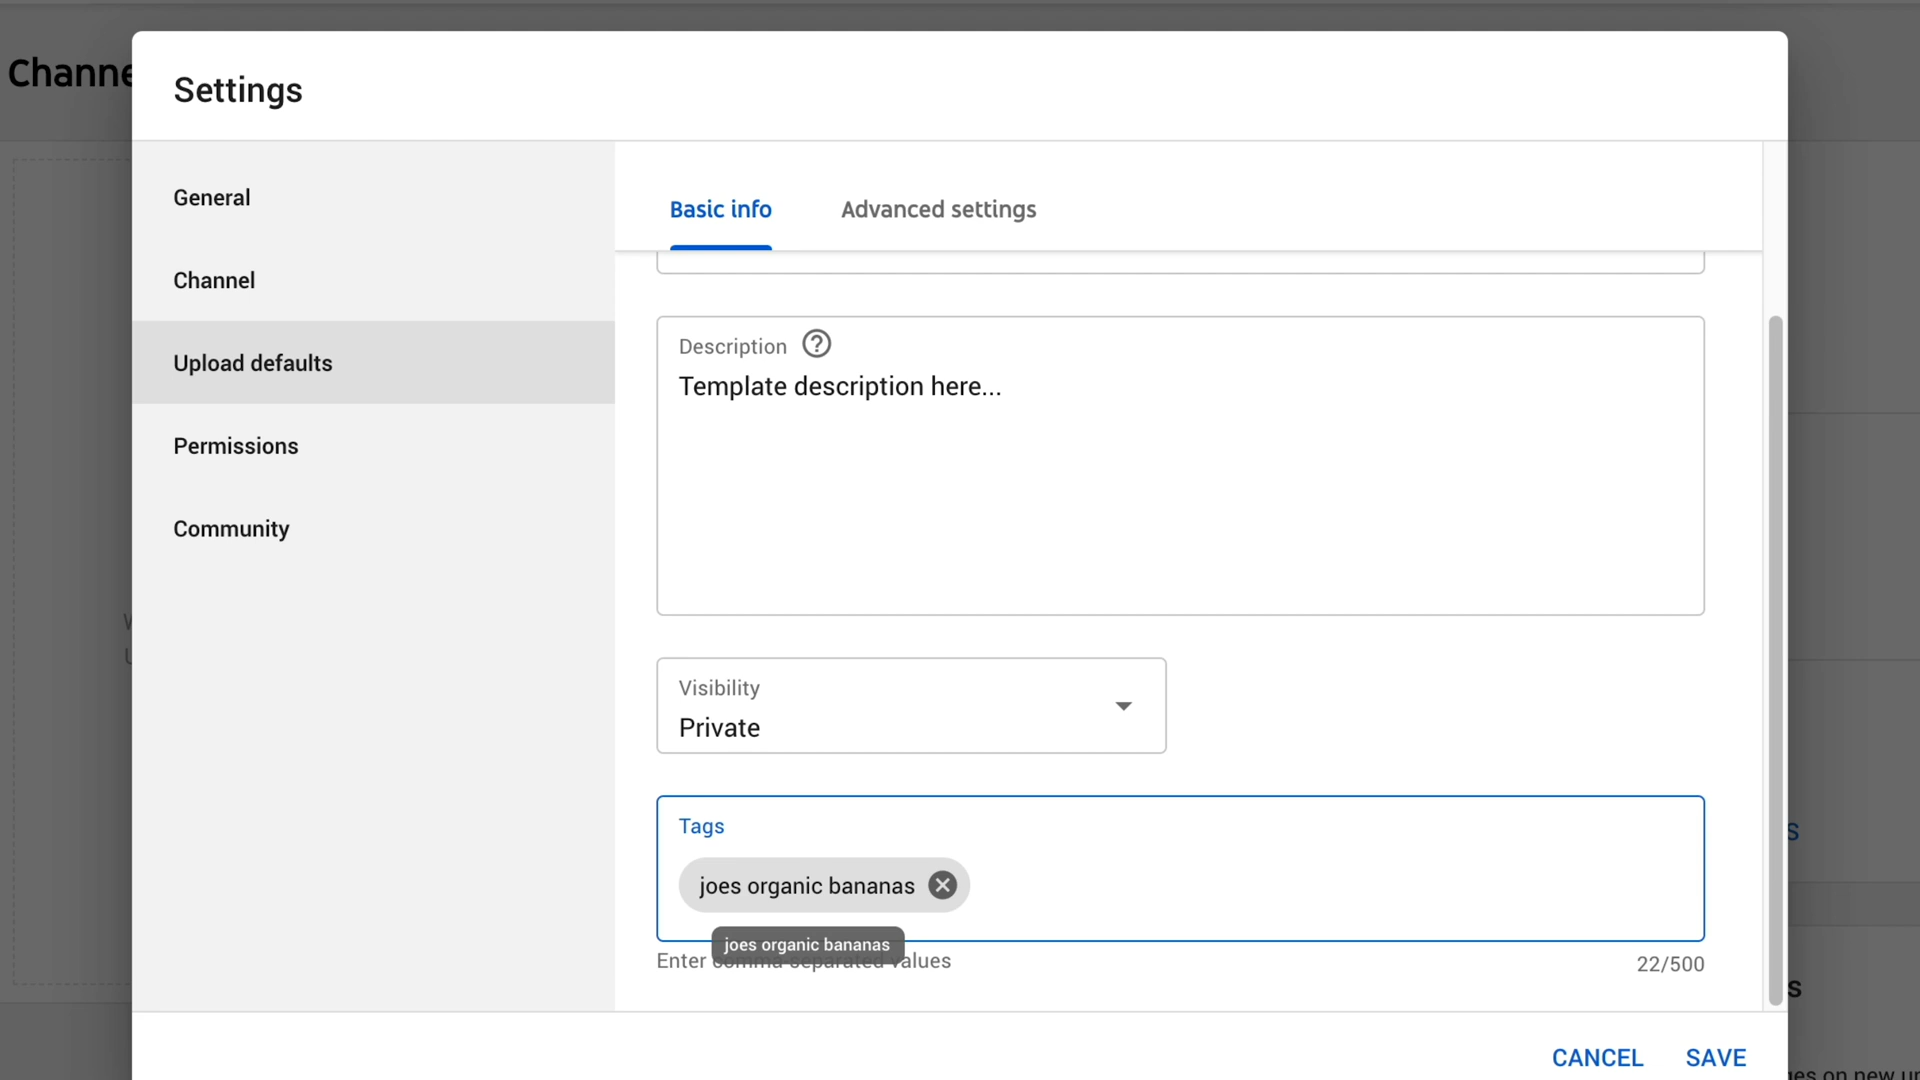 Channe
Settings
General
Channel
Upload defaults
Permissions
Community
Basic info
Advanced settings
Description
Template description here...
Visibility
Private
Tags
joes organic bananas
joes organic bananas
Enter comma-separated values
22/500
CANCEL
SAVE